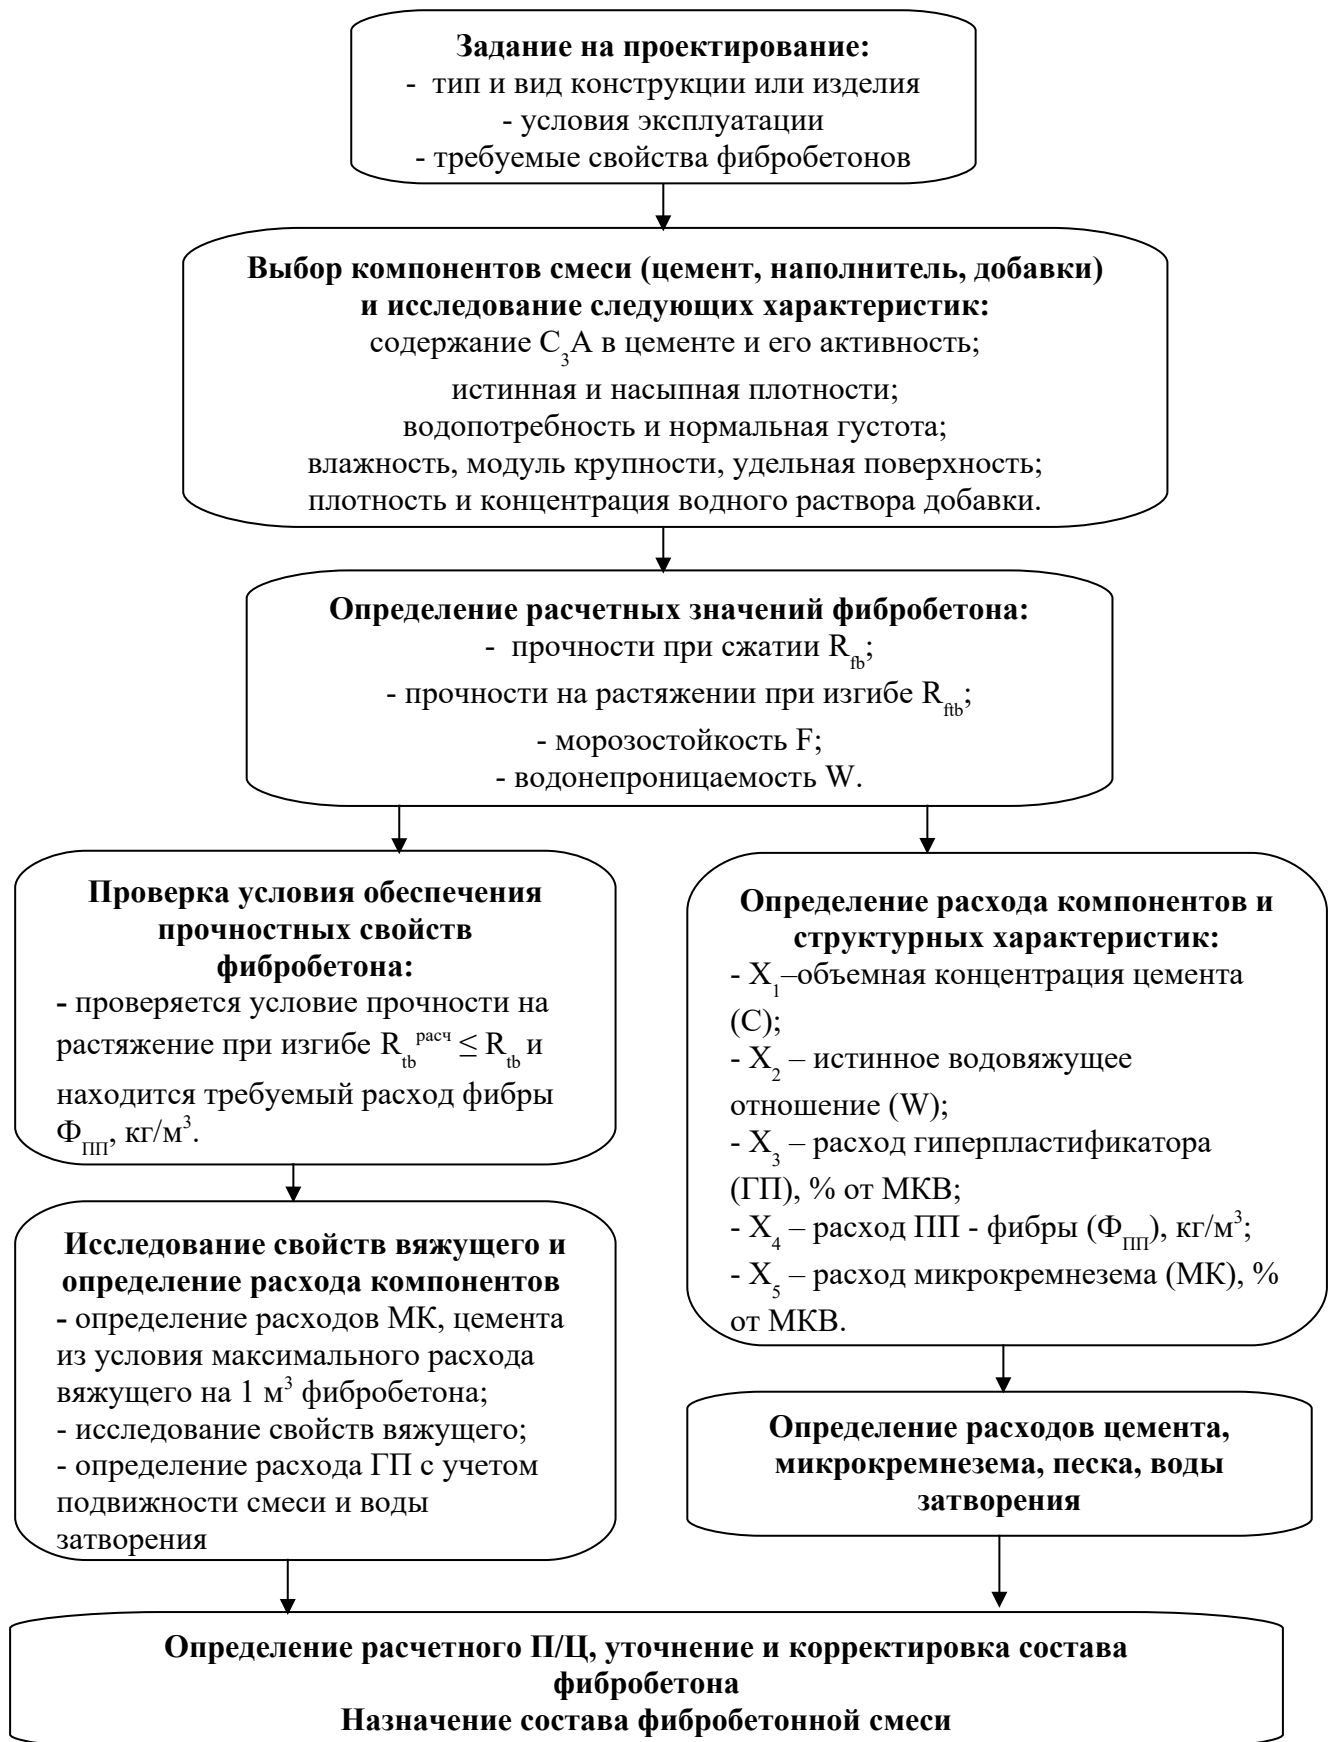 Задание на проектирование:
- тип и вид конструкции или изделия
- условия эксплуатации
- требуемые свойства фибробетонов
Выбор компонентов смеси (цемент, наполнитель, добавки)
и исследование следующих характеристик:
содержание C₃A в цементе и его активность;
истинная и насыпная плотности;
водопотребность и нормальная густота;
влажность, модуль крупности, удельная поверхность;
плотность и концентрация водного раствора добавки.
Определение расчетных значений фибробетона:
- прочности при сжатии R_fb;
- прочности на растяжении при изгибе R_ftb;
- морозостойкость F;
- водонепроницаемость W.
Проверка условия обеспечения
прочностных свойств
фибробетона:
- проверяется условие прочности на
растяжение при изгибе R_tb^расч ≤ R_tb и
находится требуемый расход фибры
Ф_ПП, кг/м³.
Исследование свойств вяжущего и
определение расхода компонентов
- определение расходов МК, цемента
из условия максимального расхода
вяжущего на 1 м³ фибробетона;
- исследование свойств вяжущего;
- определение расхода ГП с учетом
подвижности смеси и воды
затворения
Определение расхода компонентов и
структурных характеристик:
- X₁–объемная концентрация цемента
(C);
- X₂ – истинное водовяжущее
отношение (W);
- X₃ – расход гиперпластификатора
(ГП), % от МКВ;
- X₄ – расход ПП - фибры (Ф_ПП), кг/м³;
- X₅ – расход микрокремнезема (МК), %
от МКВ.
Определение расходов цемента,
микрокремнезема, песка, воды
затворения
Определение расчетного П/Ц, уточнение и корректировка состава
фибробетона
Назначение состава фибробетонной смеси